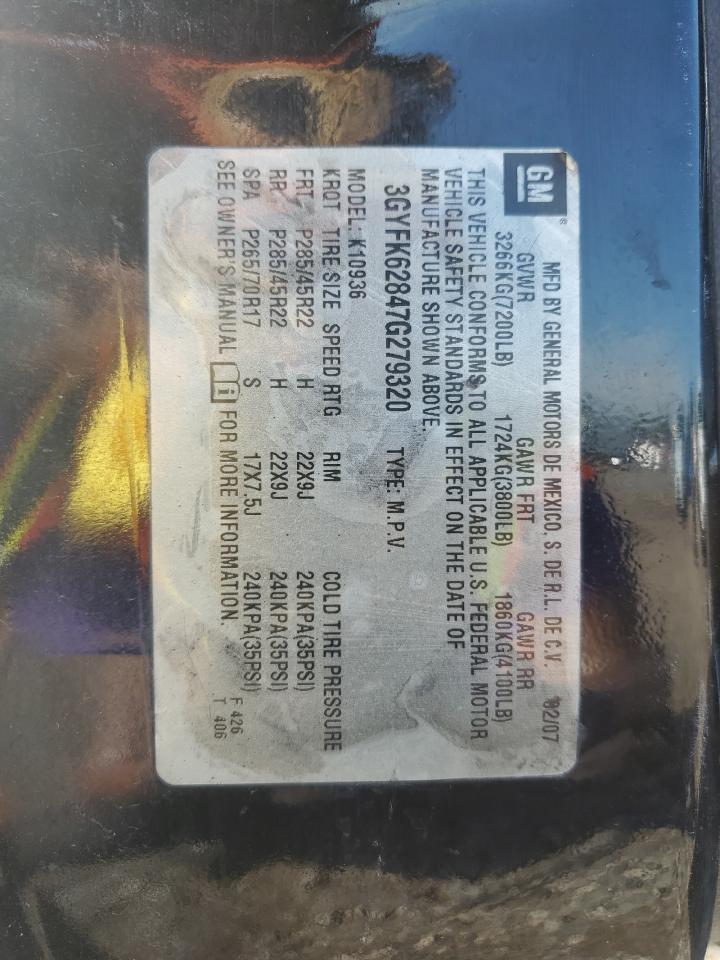 GM®
MFD BY GENERAL MOTORS DE MEXICO, S. DE R.L. DE C.V. 02/07
GVWR GAWR FRT GAWR RR
3266KG(7200LB) 1724KG(3800LB) 1860KG(4100LB)
THIS VEHICLE CONFORMS TO ALL APPLICABLE U.S. FEDERAL MOTOR
VEHICLE SAFETY STANDARDS IN EFFECT ON THE DATE OF
MANUFACTURE SHOWN ABOVE.
3GYFK62847G279320 TYPE: M.P.V.
MODEL: K10936
KRQT TIRE SIZE SPEED RTG RIM COLD TIRE PRESSURE
FRT P285/45R22 H 22X9J 240KPA(35PSI)
RR P285/45R22 H 22X9J 240KPA(35PSI)
SPA P265/70R17 S 17X7.5J 240KPA(35PSI)
SEE OWNER'S MANUAL i FOR MORE INFORMATION.
F 426
T 406